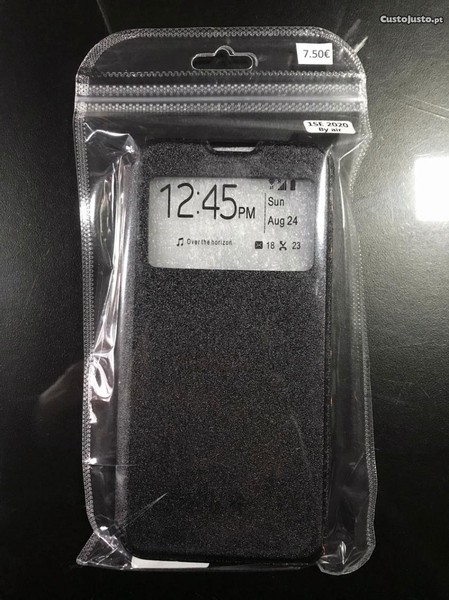 CustoJusto.pt
7.50€
1SE 2020
By air
12:45PM
Sun
Aug 24
Over the horizon
18 23